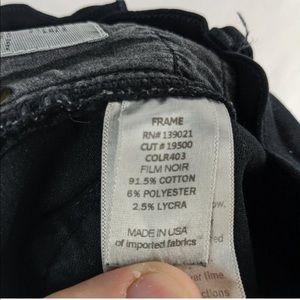 FRAME
RN# 139021
CUT # 19500
COLR403
FILM NOIR
91.5% COTTON
6% POLYESTER
2.5% LYCRA
MADE IN USA
of imported fabrics